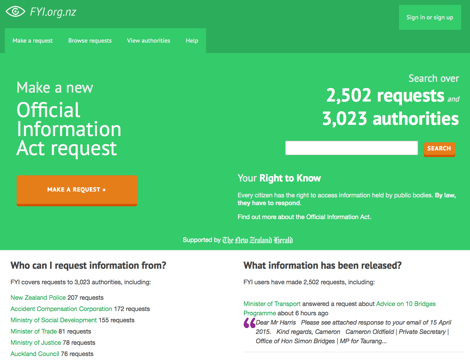 FYI.org.nz
Sign in or sign up
Make a request
Browse requests
View authorities
Help
Make a new
Official
Information
Act request
MAKE A REQUEST »
Search over
2,502 requests and
3,023 authorities
SEARCH
Your Right to Know
Every citizen has the right to access information held by public bodies. By law,
they have to respond.
Find out more about the Official Information Act.
Supported by The New Zealand Herald
Who can I request information from?
FYI covers requests to 3,023 authorities, including:
New Zealand Police 207 requests
Accident Compensation Corporation 172 requests
Ministry of Social Development 155 requests
Minister of Trade 81 requests
Ministry of Justice 78 requests
Auckland Council 76 requests
What information has been released?
FYI users have made 2,502 requests, including:
Minister of Transport answered a request about Advice on 10 Bridges
Programme about 6 hours ago
Dear Mr Harris Please see attached response to your email of 15 April
2015. Kind regards, Cameron Cameron Oldfield | Private Secretary |
Office of Hon Simon Bridges | MP for Taurang...